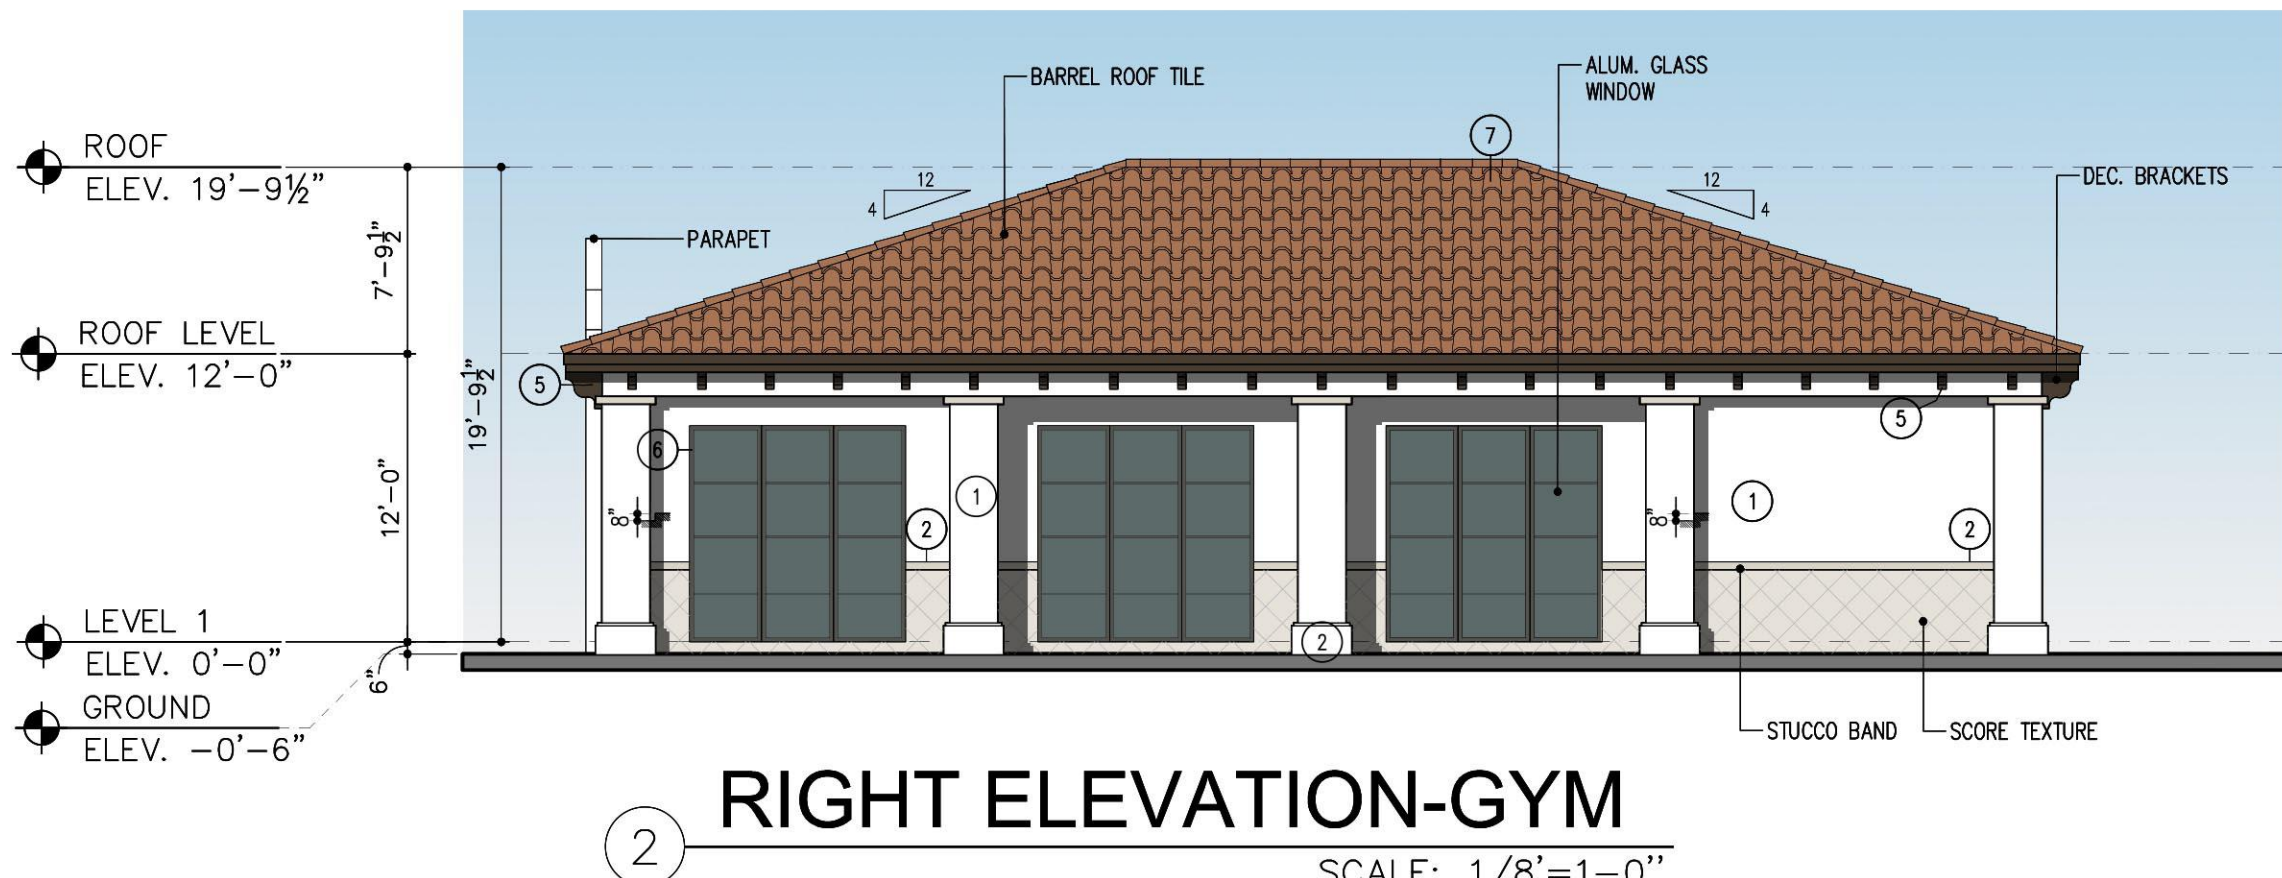 BARREL ROOF TILE
ALUM. GLASS
WINDOW
7
ROOF
ELEV. 19'-9½"
12
4
12
4
DEC. BRACKETS
7'-9½"
PARAPET
ROOF LEVEL
ELEV. 12'-0"
19'-9½"
5
5
6
1
1
12'-0"
8"
8"
2
2
LEVEL 1
ELEV. 0'-0"
2
6"
GROUND
ELEV. -0'-6"
STUCCO BAND
SCORE TEXTURE
RIGHT ELEVATION-GYM
2
SCALE: 1/8'=1-0''